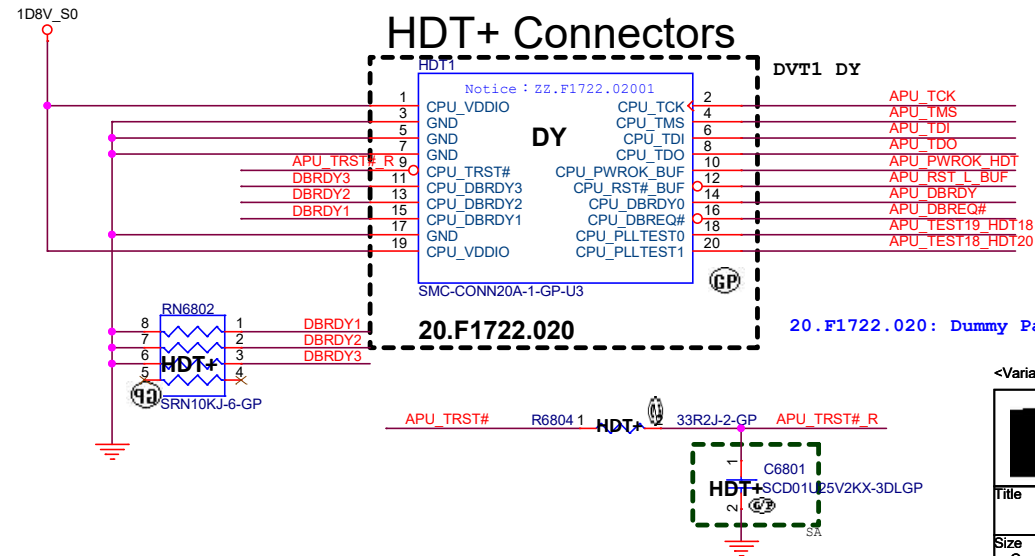 1D8V_S0
HDT+ Connectors
HDT1
DVT1 DY
Notice：ZZ.F1722.02001
DY
1 CPU_VDDIO CPU_TCK 2 APU_TCK
3 GND CPU_TMS 4 APU_TMS
5 GND CPU_TDI 6 APU_TDI
7 GND CPU_TDO 8 APU_TDO
APU_TRST#_R 9 CPU_TRST# CPU_PWROK_BUF 10 APU_PWROK_HDT
DBRDY3 11 CPU_DBRDY3 CPU_RST#_BUF 12 APU_RST_L_BUF
DBRDY2 13 CPU_DBRDY2 CPU_DBRDY0 14 APU_DBRDY
DBRDY1 15 CPU_DBRDY1 CPU_DBREQ# 16 APU_DBREQ#
17 GND CPU_PLLTEST0 18 APU_TEST19_HDT18
19 CPU_VDDIO CPU_PLLTEST1 20 APU_TEST18_HDT20
SMC-CONN20A-1-GP-U3
GP
20.F1722.020
20.F1722.020: Dummy Pa
RN6802
8 1 DBRDY1
7 2 DBRDY2
6 3 DBRDY3
5 4
HDT+
GP
SRN10KJ-6-GP
<Varia
APU_TRST# R6804 1 HDT+ 2 33R2J-2-GP APU_TRST#_R
1
C6801
HDT+
SCD01U25V2KX-3DLGP
2
SA
Title
Size